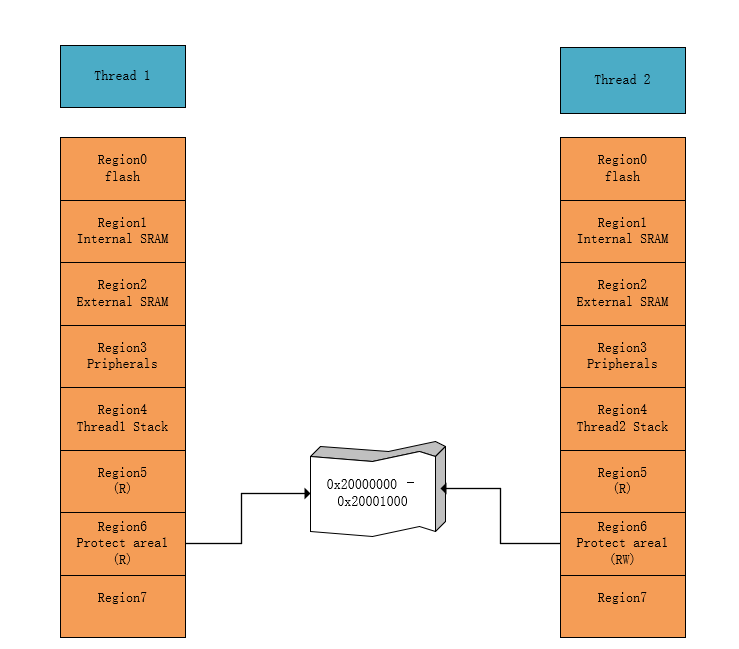 Thread 1
Region0
flash
Region1
Internal SRAM
Region2
External SRAM
Region3
Pripherals
Region4
Thread1 Stack
Region5
(R)
Region6
Protect area1
(R)
Region7
0x20000000 -
0x20001000
Thread 2
Region0
flash
Region1
Internal SRAM
Region2
External SRAM
Region3
Pripherals
Region4
Thread2 Stack
Region5
(R)
Region6
Protect area1
(RW)
Region7